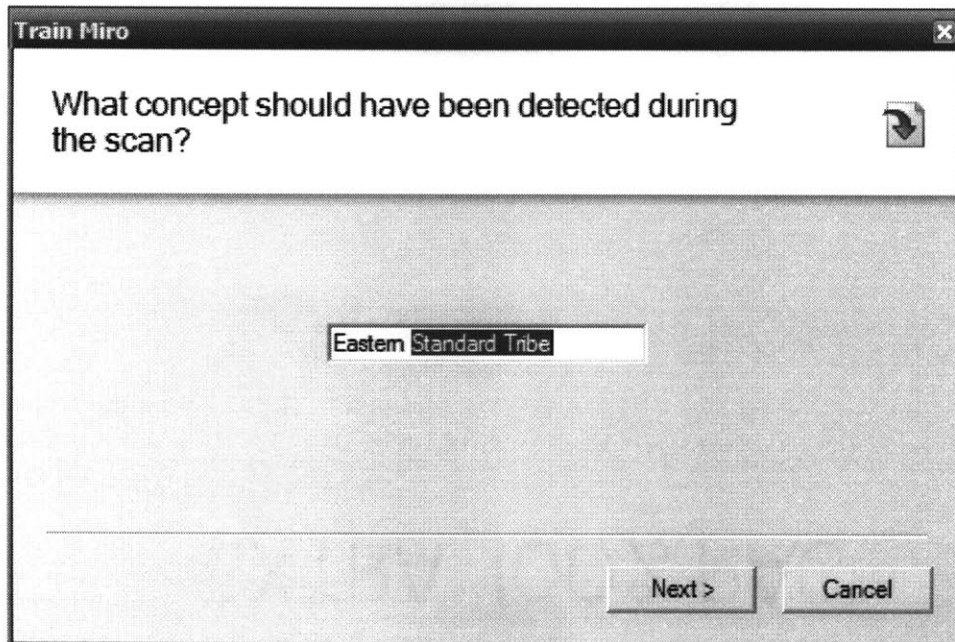 Train Miro
What concept should have been detected during
the scan?
Eastern Standard Tribe
Next >
Cancel